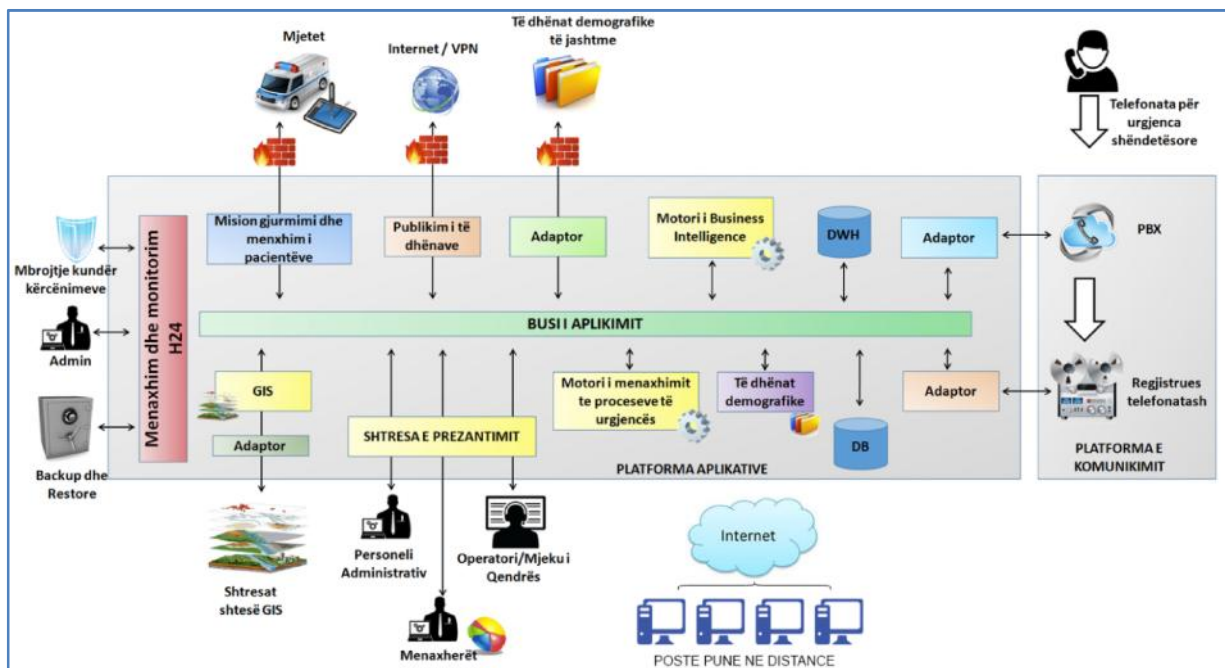 Mjetet
Internet / VPN
Të dhënat demografike
të jashtme
Telefonata për
urgjenca
shëndetësore
Mbrojtje kundër
kërcënimeve
Admin
Backup dhe
Restore
Menaxhim dhe monitorim
H24
Mision gjurmimi dhe
menxhim i
pacientëve
Publikim i të
dhënave
Adaptor
Motori i Business
Intelligence
DWH
Adaptor
PBX
BUSI I APLIKIMIT
GIS
Adaptor
SHTRESA E PREZANTIMIT
Motori i menaxhimit
te proceseve të
urgjencës
Të dhënat
demografike
DB
Adaptor
Regjistrues
telefonatash
PLATFORMA APLIKATIVE
PLATFORMA E
KOMUNIKIMIT
Shtresat
shtesë GIS
Personeli
Administrativ
Operatori/Mjeku i
Qendrës
Menaxherët
Internet
POSTE PUNE NE DISTANCE